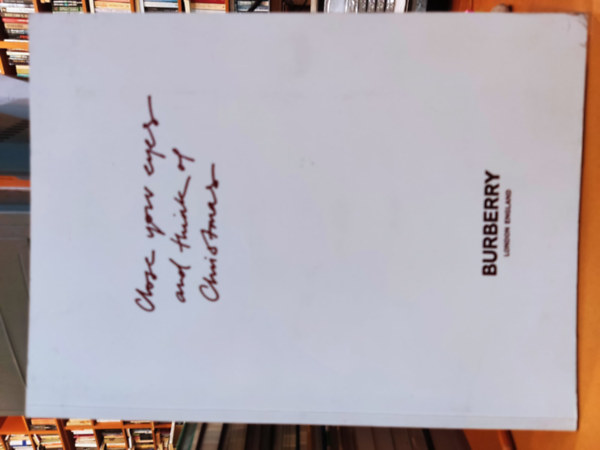 Close your eyes
and think of
Christmas
BURBERRY
LONDON ENGLAND